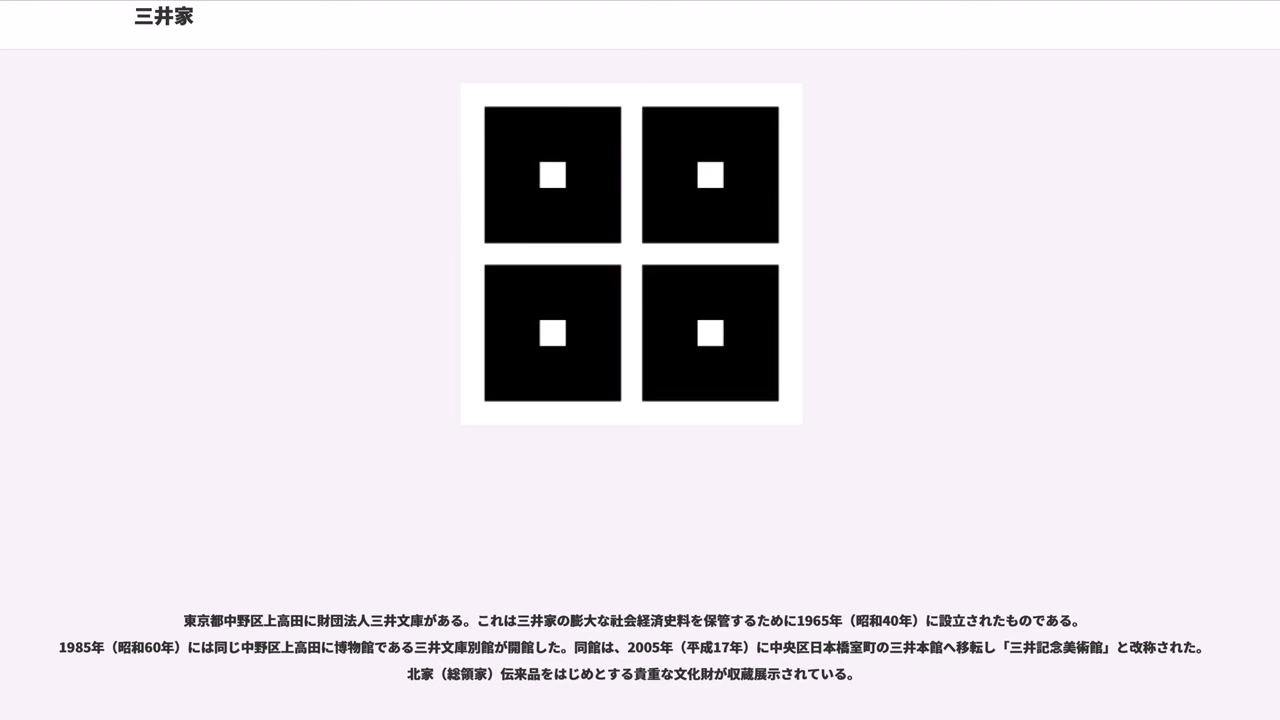 三井家
東京都中野区上高田に財団法人三井文庫がある。これは三井家の膨大な社会経済史料を保管するために1965年（昭和40年）に設立されたものである。
1985年（昭和60年）には同じ中野区上高田に博物館である三井文庫別館が開館した。同館は、2005年（平成17年）に中央区日本橋室町の三井本館へ移転し「三井記念美術館」と改称された。
北家（総領家）伝来品をはじめとする貴重な文化財が収蔵展示されている。